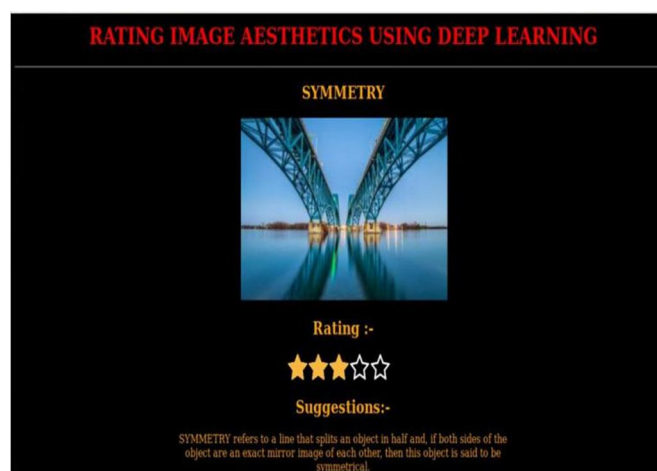 RATING IMAGE AESTHETICS USING DEEP LEARNING
SYMMETRY
Rating :-
Suggestions:-
SYMMETRY refers to a line that splits an object in half and, if both sides of the
object are an exact mirror image of each other, then this object is said to be
symmetrical.